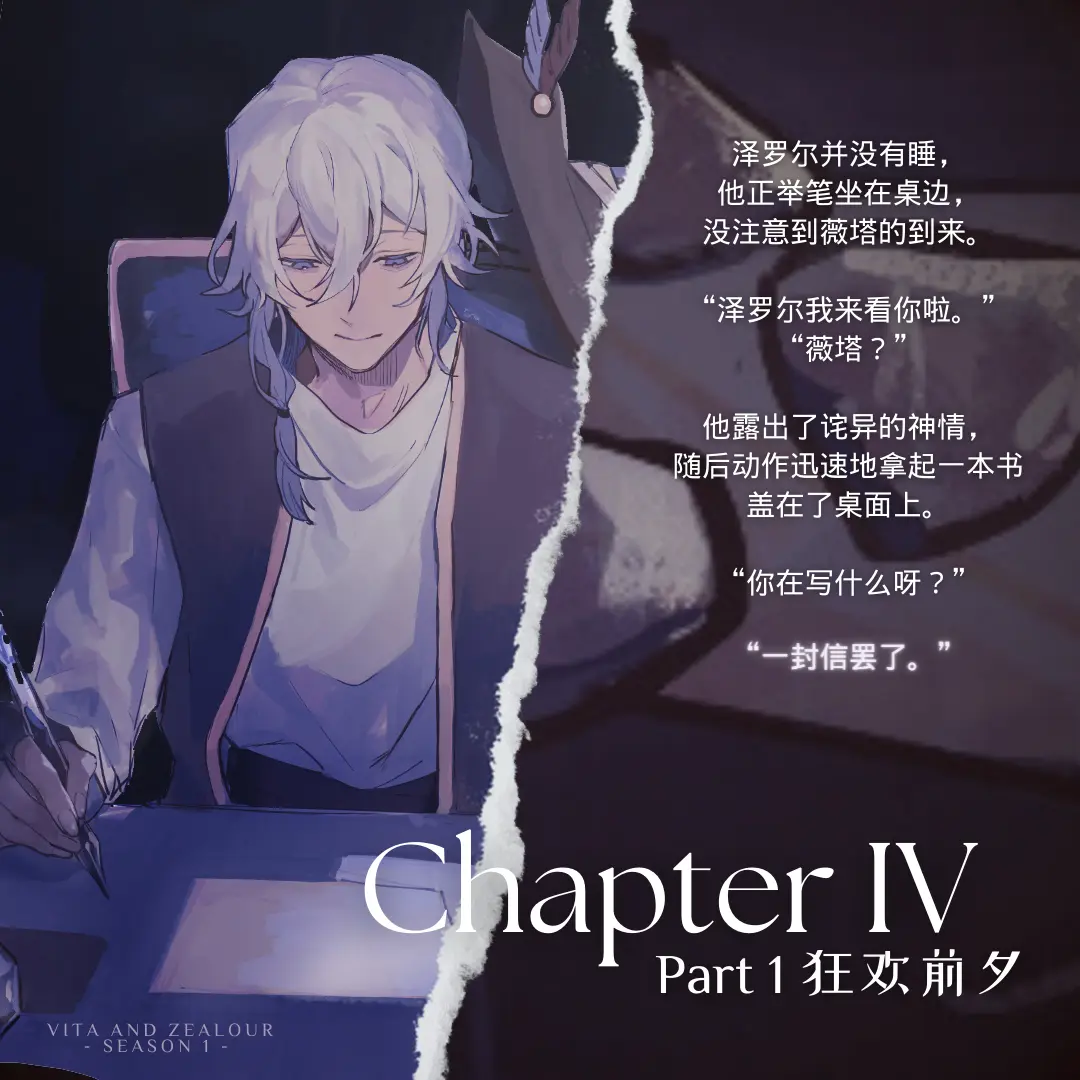 泽罗尔并没有睡，
他正举笔坐在桌边，
没注意到薇塔的到来。
“泽罗尔我来看你啦。”
“薇塔？”
他露出了诧异的神情，
随后动作迅速地拿起一本书
盖在了桌面上。
“你在写什么呀？”
“一封信罢了。”
Chapter IV
Part 1 狂欢前夕
VITA AND ZEALOUR
- SEASON 1 -